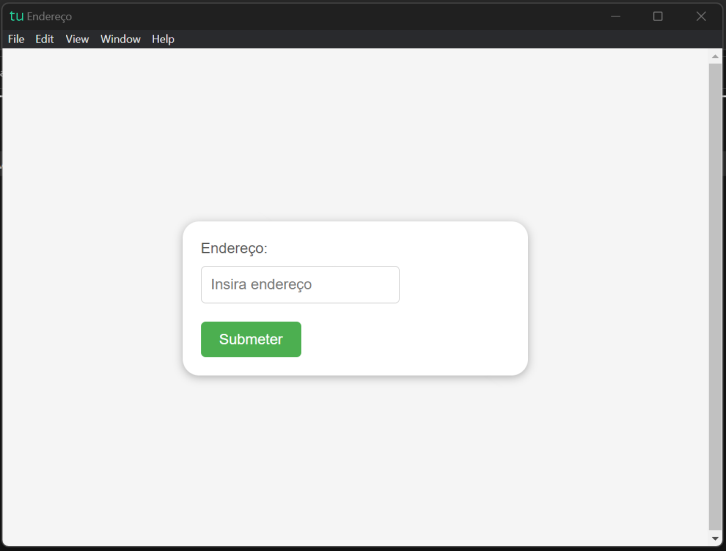 tu Endereço
File Edit View Window Help
Endereço:
Insira endereço
Submeter